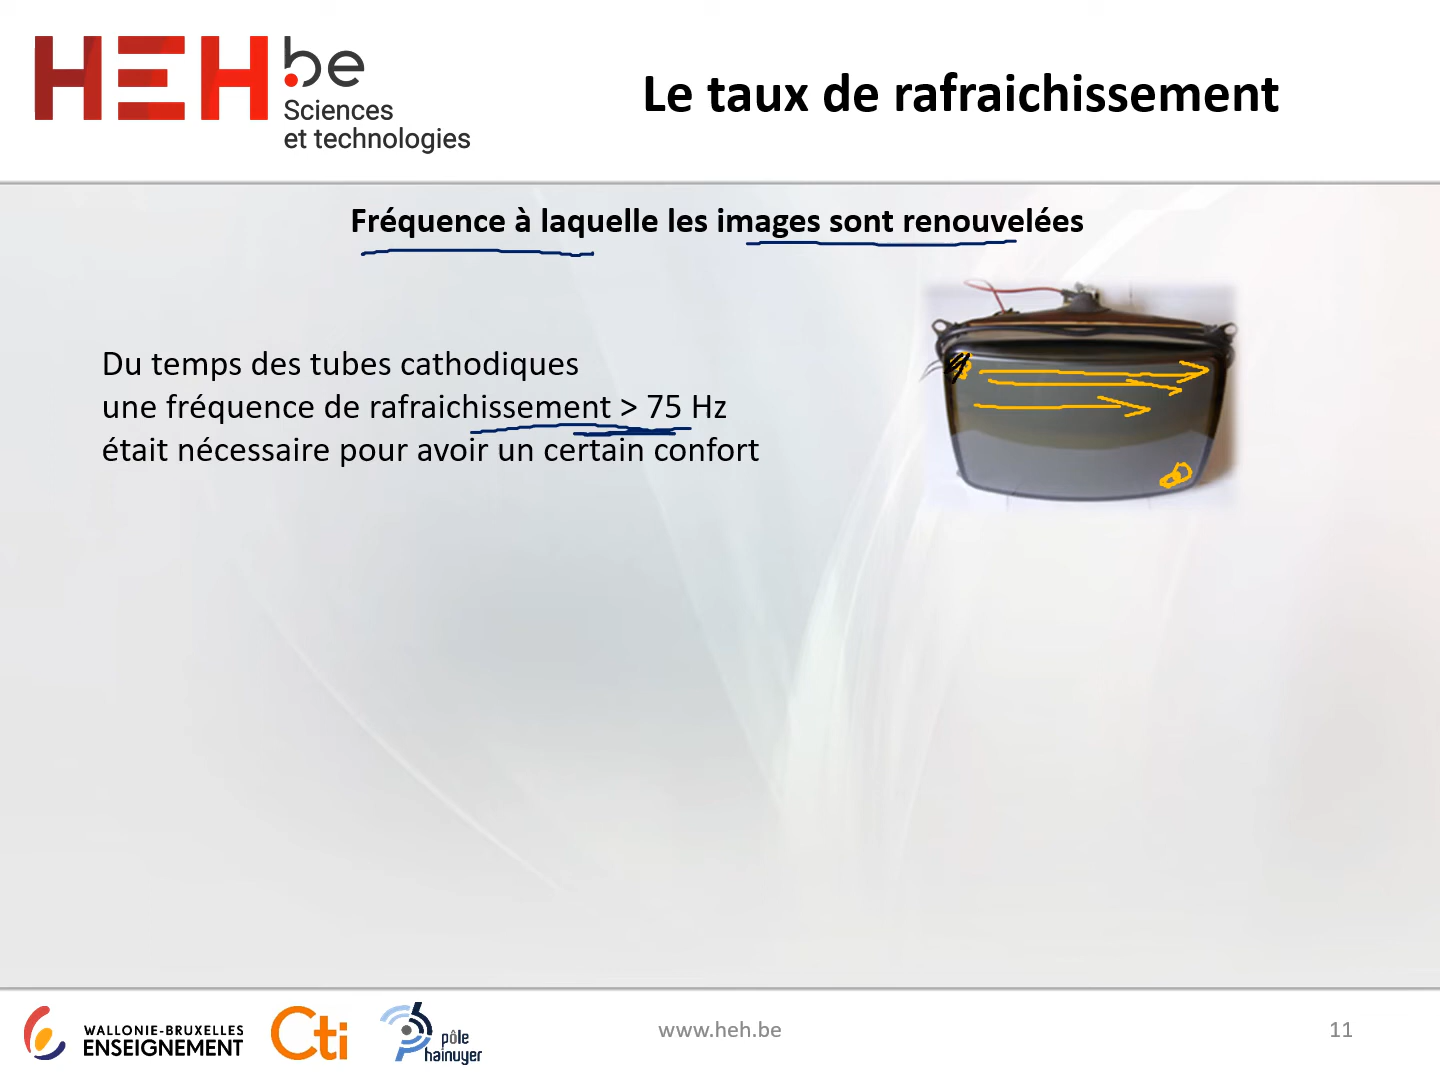 HEH.be
Sciences
et technologies
Le taux de rafraichissement
Fréquence à laquelle les images sont renouvelées
Du temps des tubes cathodiques
une fréquence de rafraichissement > 75 Hz
était nécessaire pour avoir un certain confort
WALLONIE-BRUXELLES
ENSEIGNEMENT
Cti
pôle
hainuyer
www.heh.be
11